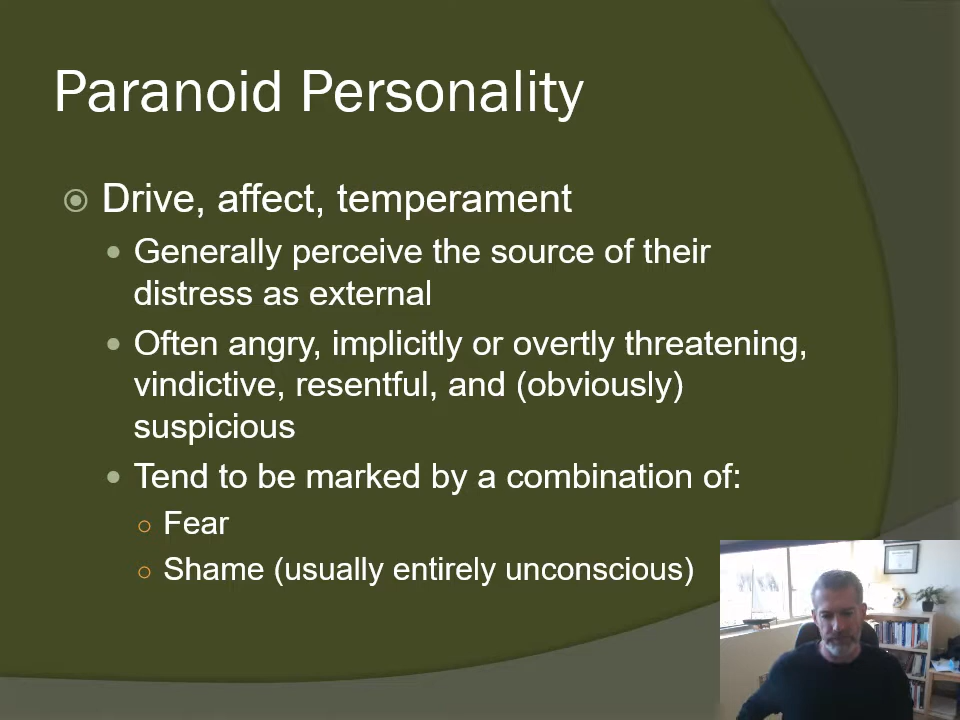 Paranoid Personality
Drive, affect, temperament
Generally perceive the source of their
distress as external
Often angry, implicitly or overtly threatening,
vindictive, resentful, and (obviously)
suspicious
Tend to be marked by a combination of:
Fear
Shame (usually entirely unconscious)